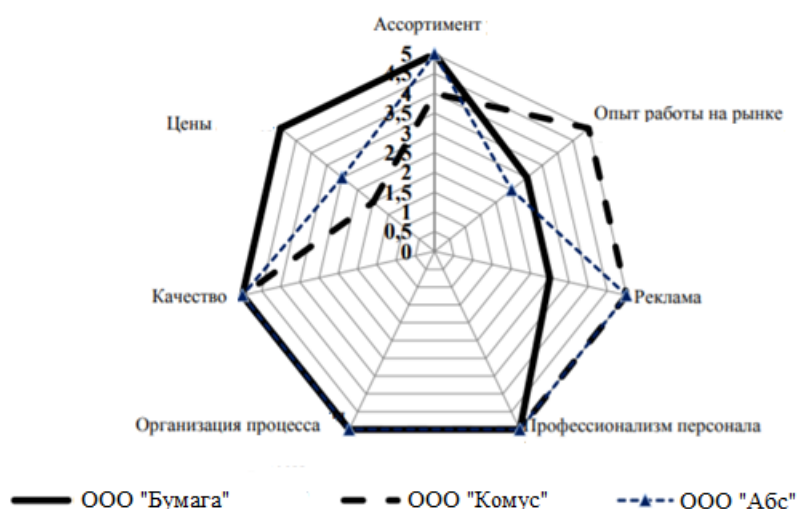 Ассортимент
5
4,5
4
3,5
3
2,5
2
1,5
1
0,5
0
Опыт работы на рынке
Реклама
Профессионализм персонала
Организация процесса
Качество
Цены
ООО "Бумага"
ООО "Комус"
ООО "Абс"